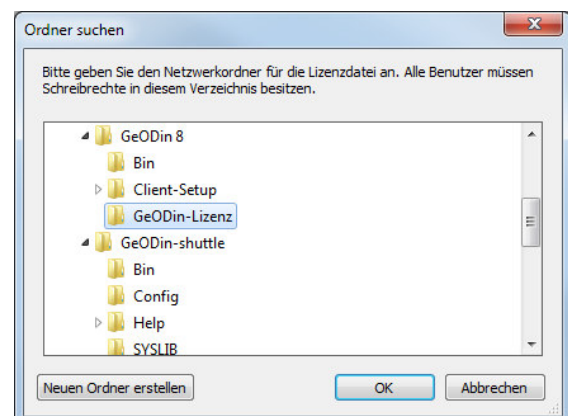 Ordner suchen
Bitte geben Sie den Netzwerkordner für die Lizenzdatei an. Alle Benutzer müssen
Schreibrechte in diesem Verzeichnis besitzen.
GeODin 8
Bin
Client-Setup
GeODin-Lizenz
GeODin-shuttle
Bin
Config
Help
SYSLIB
Neuen Ordner erstellen OK Abbrechen